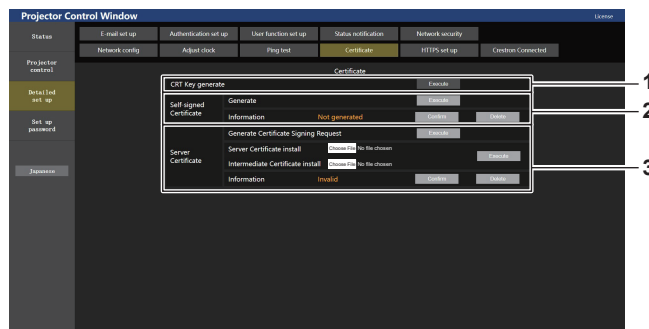 Projector Control Window
License
Status
E-mail set up
Authentication set up
User function set up
Status notification
Network security
Network config
Adjust clock
Ping test
Certificate
HTTPS set up
Crestron Connected
Projector
control
Detailed
set up
Set up
password
Japanese
Certificate
CRT Key generate
Execute
1
Self-signed
Certificate
Generate
Execute
Information
Not generated
Confirm
Delete
2
Server
Certificate
Generate Certificate Signing Request
Execute
Server Certificate install
Choose File No file chosen
Intermediate Certificate install
Choose File No file chosen
Execute
Information
Invalid
Confirm
Delete
3